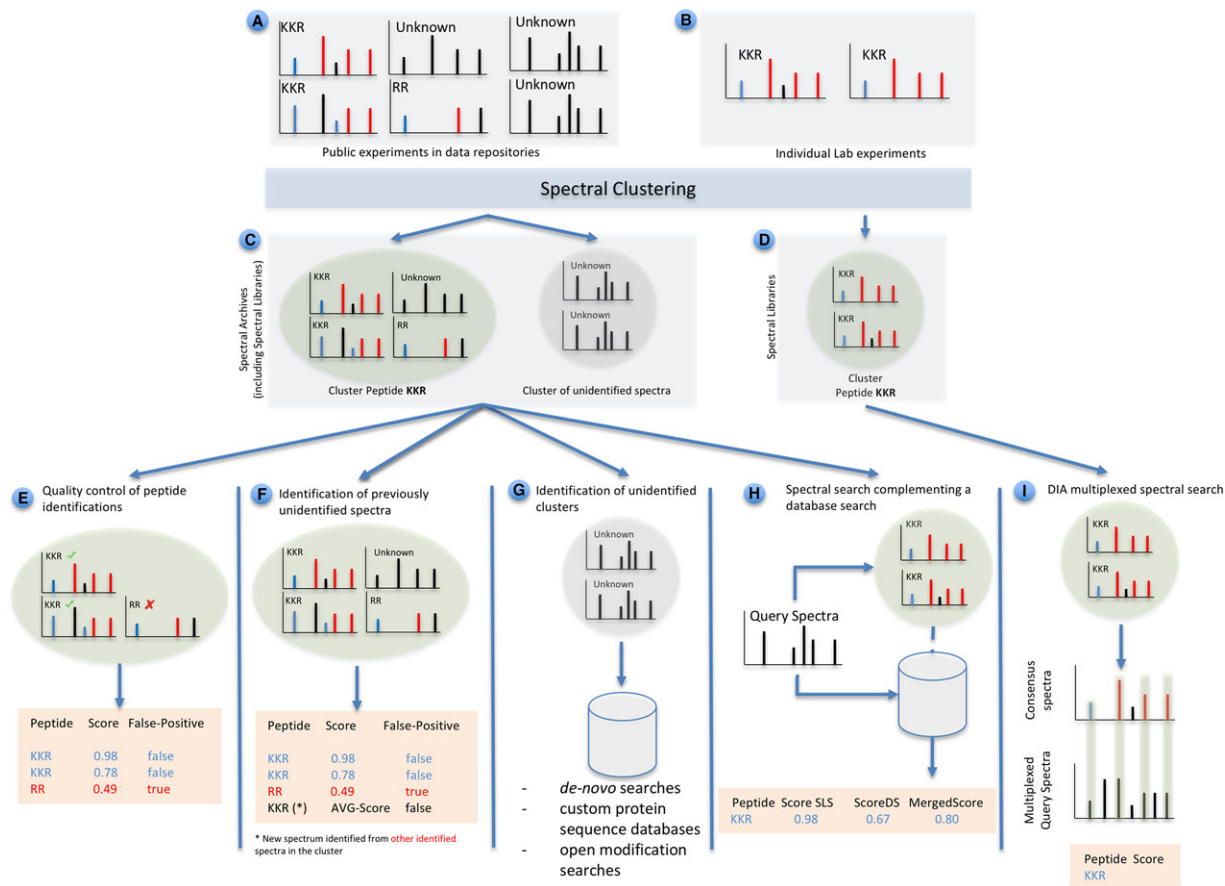 A
KKR
Unknown
Unknown
KKR
RR
Unknown
Public experiments in data repositories
B
KKR
KKR
Individual Lab experiments
Spectral Clustering
C
Spectral Archives
(including Spectral Libraries)
KKR
Unknown
KKR
RR
Cluster Peptide KKR
Unknown
Unknown
Cluster of unidentified spectra
D
Spectral Libraries
KKR
KKR
Cluster
Peptide KKR
E
Quality control of peptide
identifications
KKR
KKR
RR
Peptide Score False-Positive
KKR 0.98 false
KKR 0.78 false
RR 0.49 true
F
Identification of previously
unidentified spectra
KKR
Unknown
KKR
RR
Peptide Score False-Positive
KKR 0.98 false
KKR 0.78 false
RR 0.49 true
KKR (*) AVG-Score false
* New spectrum identified from other identified
spectra in the cluster
G
Identification of unidentified
clusters
Unknown
Unknown
- de-novo searches
- custom protein
sequence databases
- open modification
searches
H
Spectral search complementing a
database search
KKR
KKR
Query Spectra
Peptide Score SLS ScoreDS MergedScore
KKR 0.98 0.67 0.80
I
DIA multiplexed spectral search
KKR
KKR
Consensus
spectra
Multiplexed
Query Spectra
Peptide Score
KKR